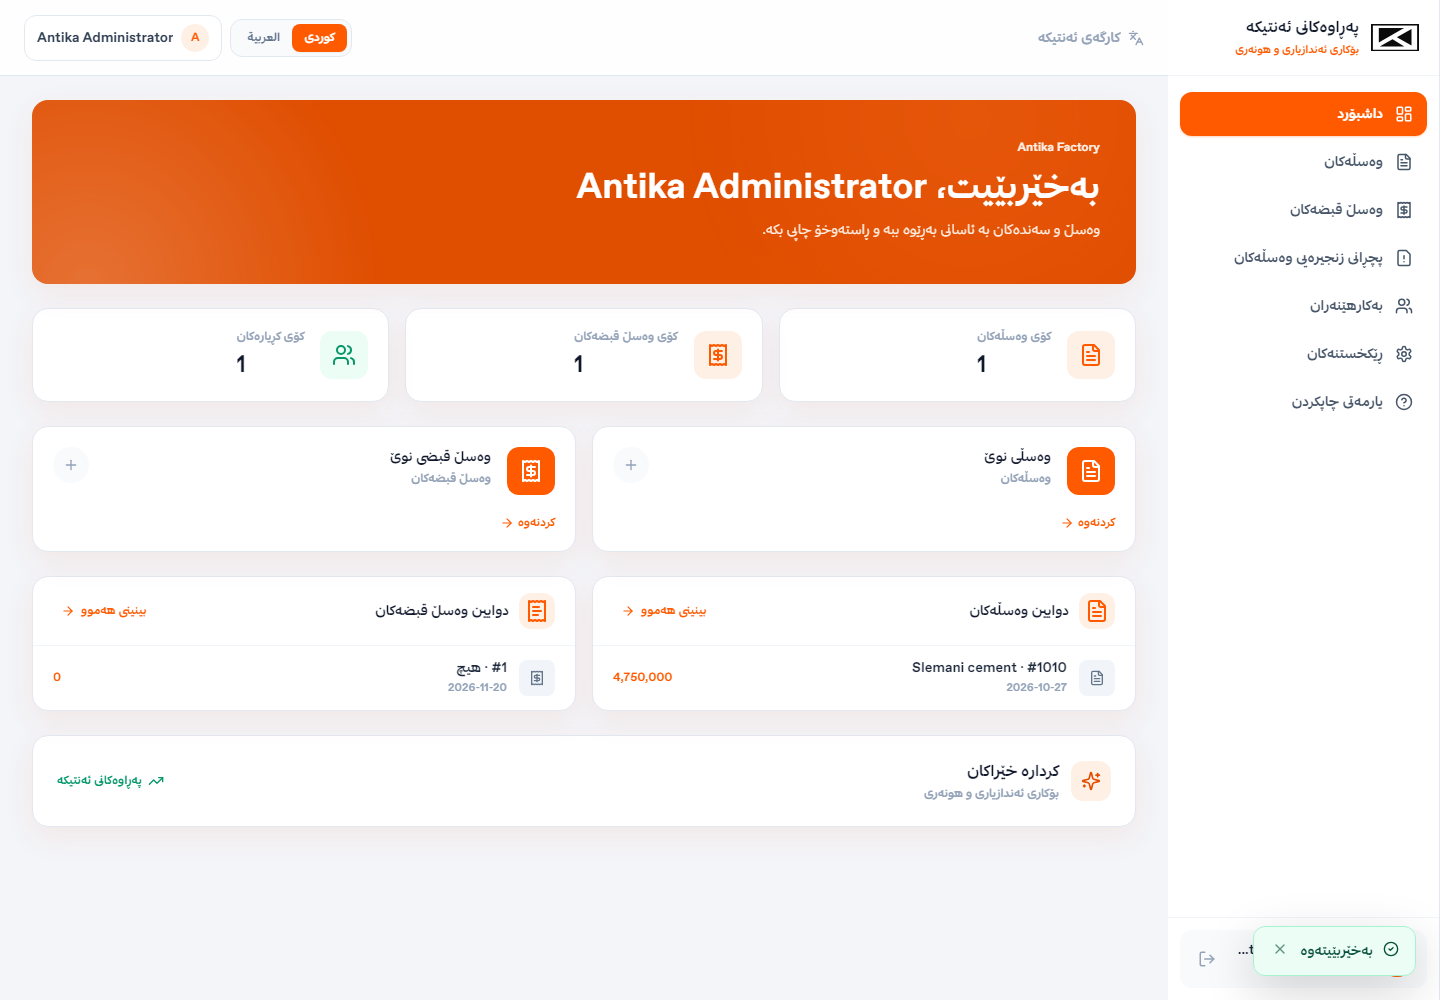 پەڕاوەکانی ئەنتیکە
بۆکاری ئەندازیاری و هونەری
کارگەی ئەنتیکە
کوردی
العربية
A
Antika Administrator
داشبۆرد
وەسڵەکان
وەسڵ قبضەکان
پچڕانی زنجیرەیی وەسڵەکان
بەکارهێنەران
ڕێکخستنەکان
یارمەتی چاپکردن
Antika Factory
بەخێربێیت، Antika Administrator
وەسڵ و سەندەکان بە ئاسانی بەڕێوە ببە و ڕاستەوخۆ چاپی بکە.
کۆی وەسڵەکان
1
کۆی وەسڵ قبضەکان
1
کۆی کڕیارەکان
1
وەسڵی نوێ
وەسڵەکان
کردنەوە
وەسڵ قبضی نوێ
وەسڵ قبضەکان
کردنەوە
دوایین وەسڵەکان
بینینی هەموو
Slemani cement · #1010
2026-10-27
4,750,000
دوایین وەسڵ قبضەکان
بینینی هەموو
#1 · هیچ
2026-11-20
0
کردارە خێراکان
بۆکاری ئەندازیاری و هونەری
پەڕاوەکانی ئەنتیکە
بەخێربێیتەوە